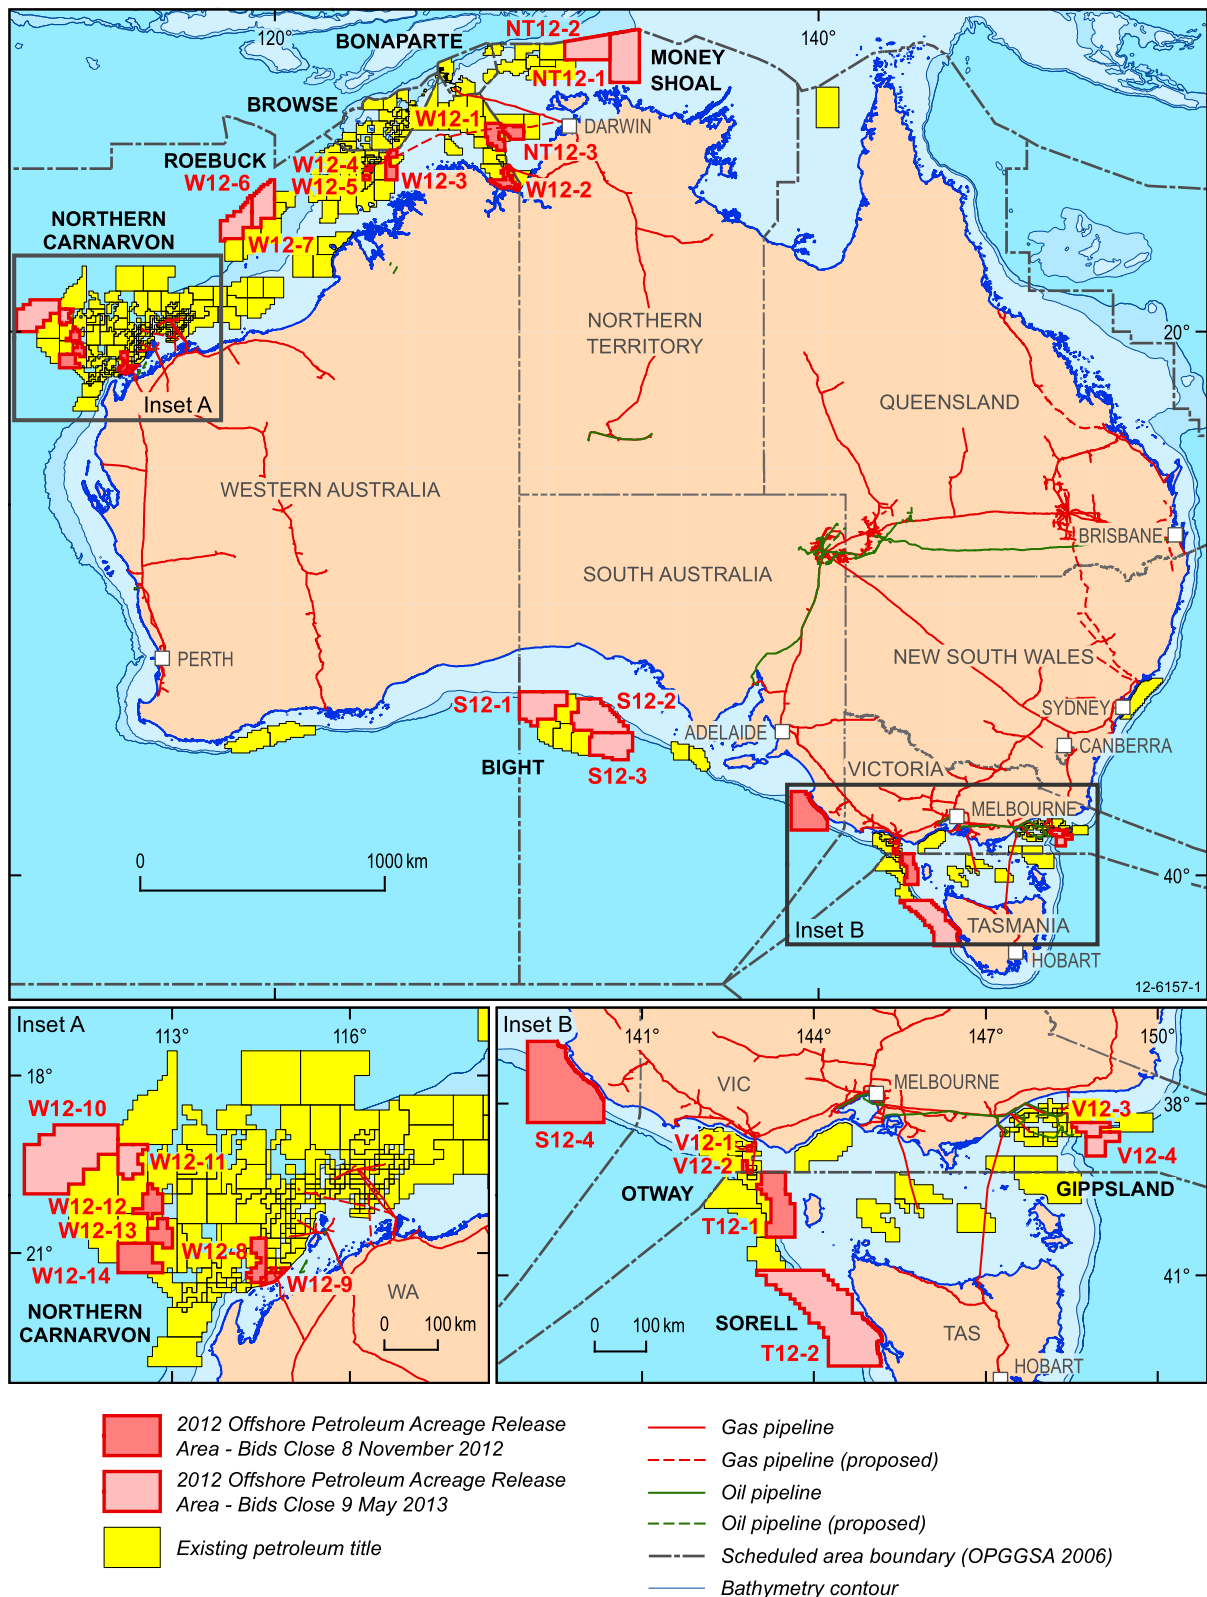 120°
140°
NT12-2
BONAPARTE
MONEY
SHOAL
NT12-1
BROWSE
W12-1
DARWIN
NT12-3
ROEBUCK
W12-4
W12-6
W12-5
W12-3
W12-2
NORTHERN
CARNARVON
W12-7
NORTHERN
TERRITORY
20°
Inset A
QUEENSLAND
WESTERN AUSTRALIA
BRISBANE
SOUTH AUSTRALIA
PERTH
NEW SOUTH WALES
S12-1
S12-2
SYDNEY
ADELAIDE
CANBERRA
BIGHT
S12-3
VICTORIA
MELBOURNE
0
1000 km
40°
Inset B
TASMANIA
HOBART
12-6157-1
Inset A
113°
116°
18°
W12-10
W12-11
W12-12
W12-13
W12-8
21°
W12-14
W12-9
WA
NORTHERN
CARNARVON
0
100 km
Inset B
141°
144°
147°
150°
VIC
MELBOURNE
38°
V12-3
S12-4
V12-1
V12-4
V12-2
OTWAY
GIPPSLAND
T12-1
41°
0
100 km
SORELL
TAS
T12-2
HOBART
2012 Offshore Petroleum Acreage Release
Area - Bids Close 8 November 2012
2012 Offshore Petroleum Acreage Release
Area - Bids Close 9 May 2013
Existing petroleum title
Gas pipeline
Gas pipeline (proposed)
Oil pipeline
Oil pipeline (proposed)
Scheduled area boundary (OPGGSA 2006)
Bathymetry contour